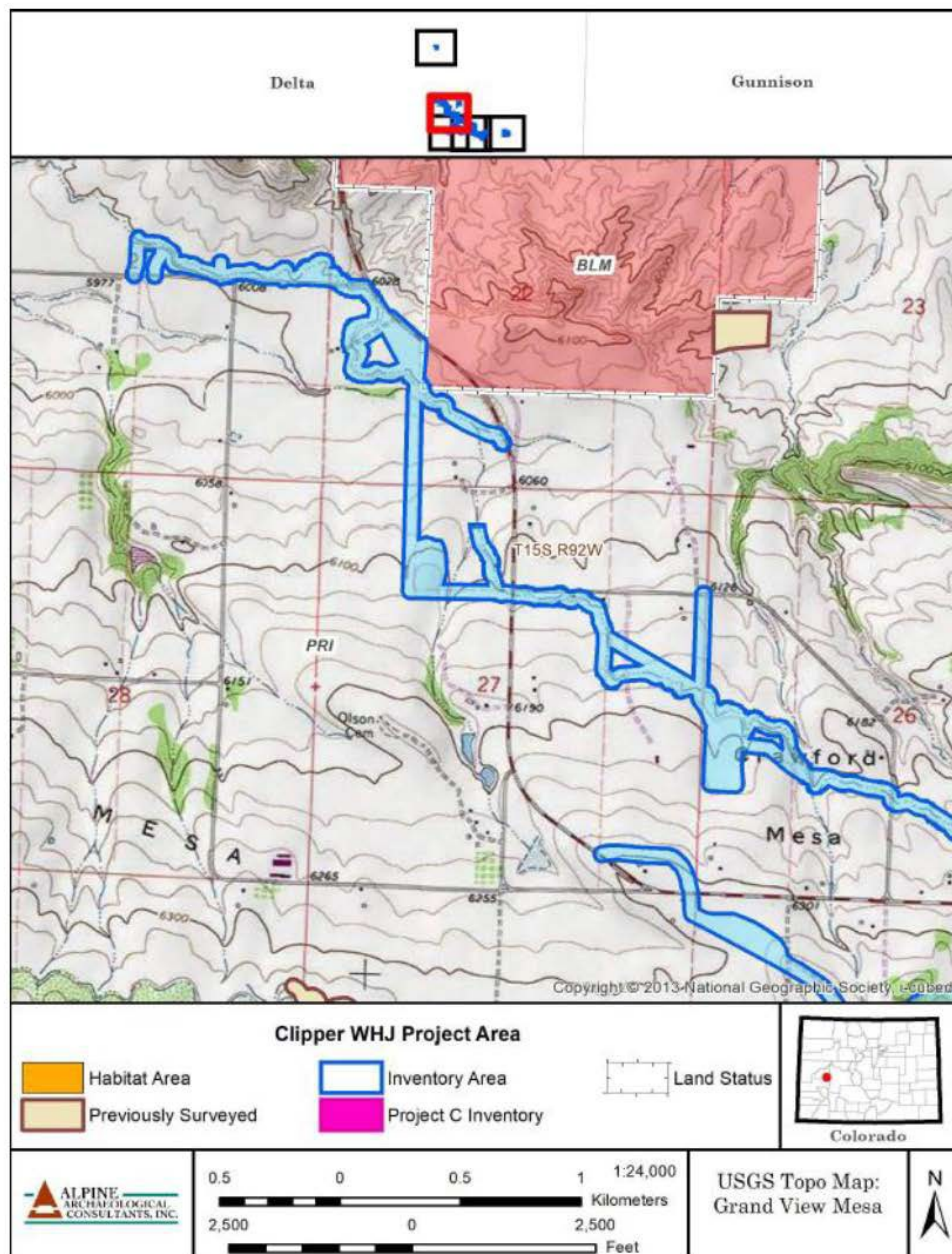 Delta
Gunnison
BLM
22
23
5977
6008
6028
6100
6000
6100
6058
6060
T15S R92W
6100
6126
PRI
28
6151
27
6190
26
6182
Olson
Cem
Crawford
Mesa
MESA
6265
6255
6301
6300
Copyright:© 2013 National Geographic Society, i-cubed
Clipper WHJ Project Area
Habitat Area
Inventory Area
Land Status
Previously Surveyed
Project C Inventory
Colorado
ALPINE
ARCHAEOLOGICAL
CONSULTANTS, INC.
0.5 0 0.5 1 1:24,000
Kilometers
2,500 0 2,500
Feet
USGS Topo Map:
Grand View Mesa
N